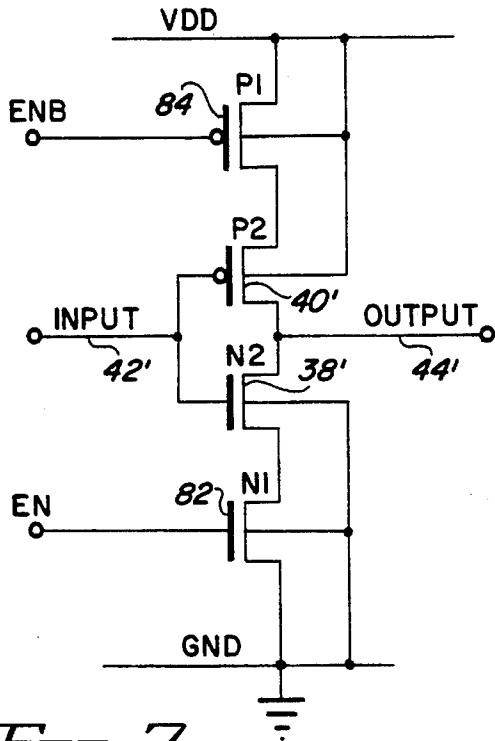 VDD
84
P1
ENB
P2
40'
INPUT
OUTPUT
42'
N2
38'
44'
82
N1
EN
GND